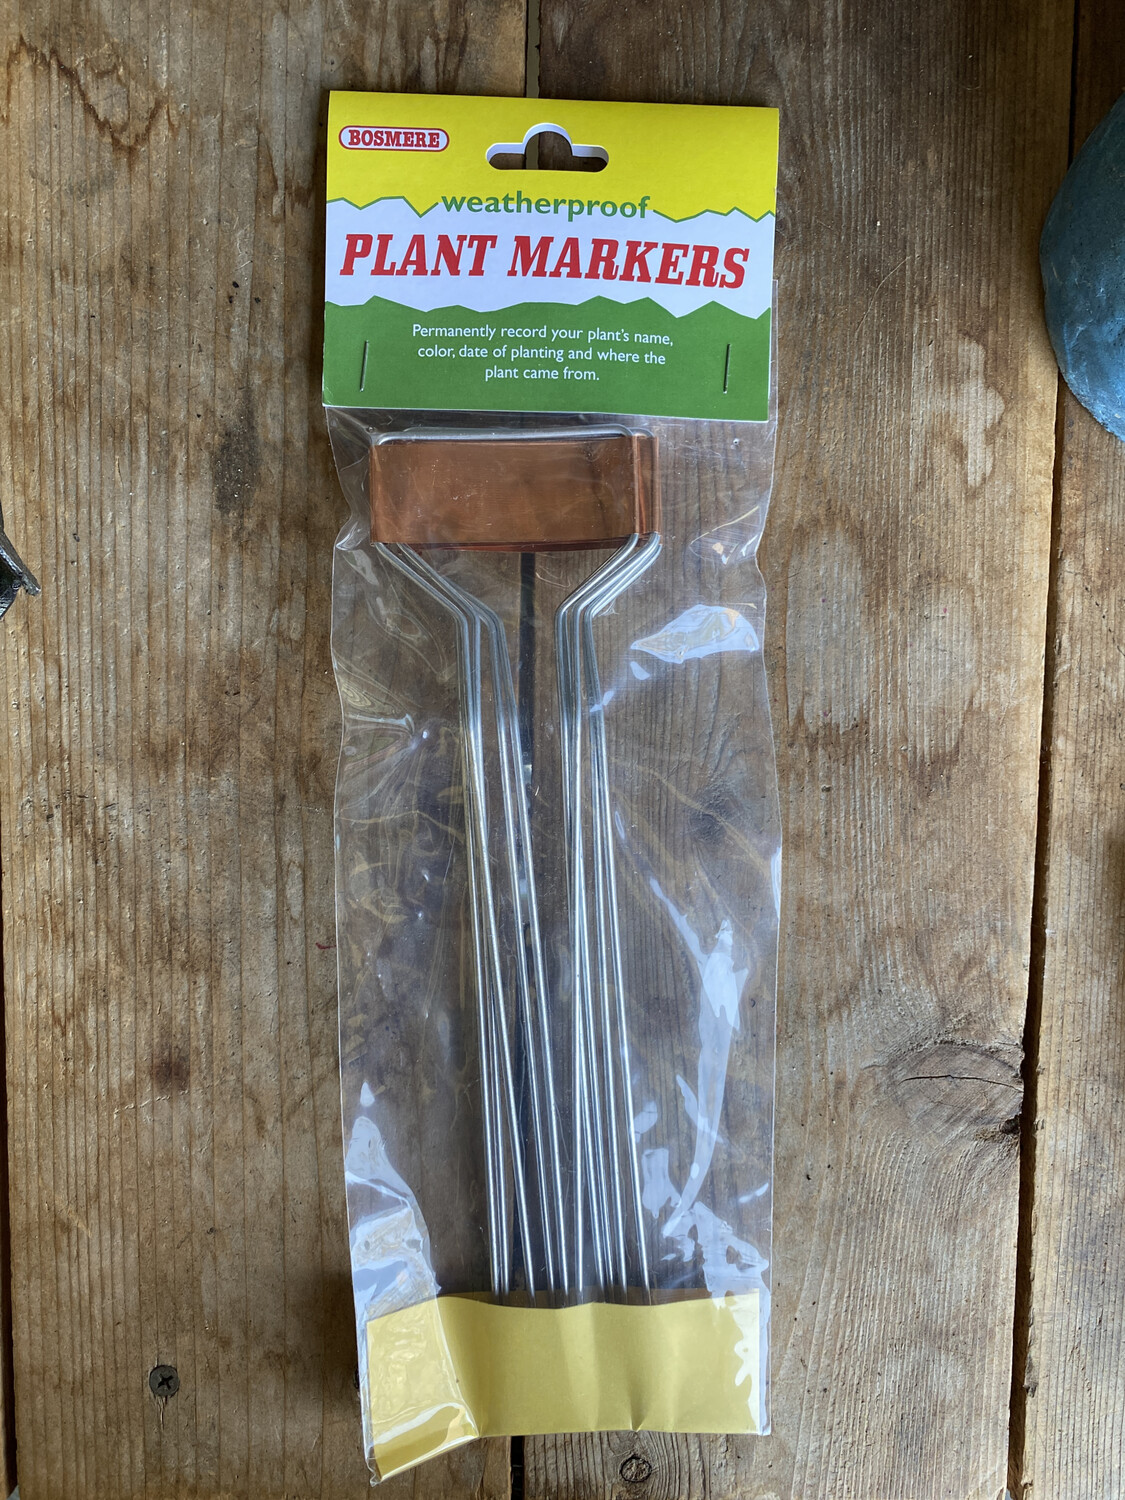 BOSMERE
weatherproof
PLANT MARKERS
Permanently record your plant's name,
color, date of planting and where the
plant came from.